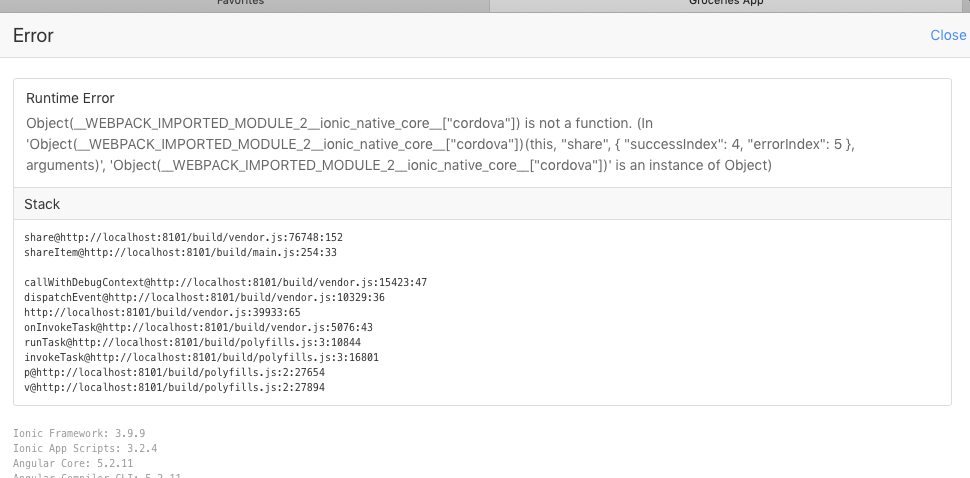 Favorites
Groceries App
Error
Close
Runtime Error
Object(__WEBPACK_IMPORTED_MODULE_2__ionic_native_core__["cordova"]) is not a function. (In
'Object(__WEBPACK_IMPORTED_MODULE_2__ionic_native_core__["cordova"])(this, "share", { "successIndex": 4, "errorIndex": 5 },
arguments)', 'Object(__WEBPACK_IMPORTED_MODULE_2__ionic_native_core__["cordova"])' is an instance of Object)
Stack
share@http://localhost:8101/build/vendor.js:76748:152
shareItem@http://localhost:8101/build/main.js:254:33
callWithDebugContext@http://localhost:8101/build/vendor.js:15423:47
dispatchEvent@http://localhost:8101/build/vendor.js:10329:36
http://localhost:8101/build/vendor.js:39933:65
onInvokeTask@http://localhost:8101/build/vendor.js:5076:43
runTask@http://localhost:8101/build/polyfills.js:3:10844
invokeTask@http://localhost:8101/build/polyfills.js:3:16801
p@http://localhost:8101/build/polyfills.js:2:27654
v@http://localhost:8101/build/polyfills.js:2:27894
Ionic Framework: 3.9.9
Ionic App Scripts: 3.2.4
Angular Core: 5.2.11
Angular Compiler CLI: 5.2.11